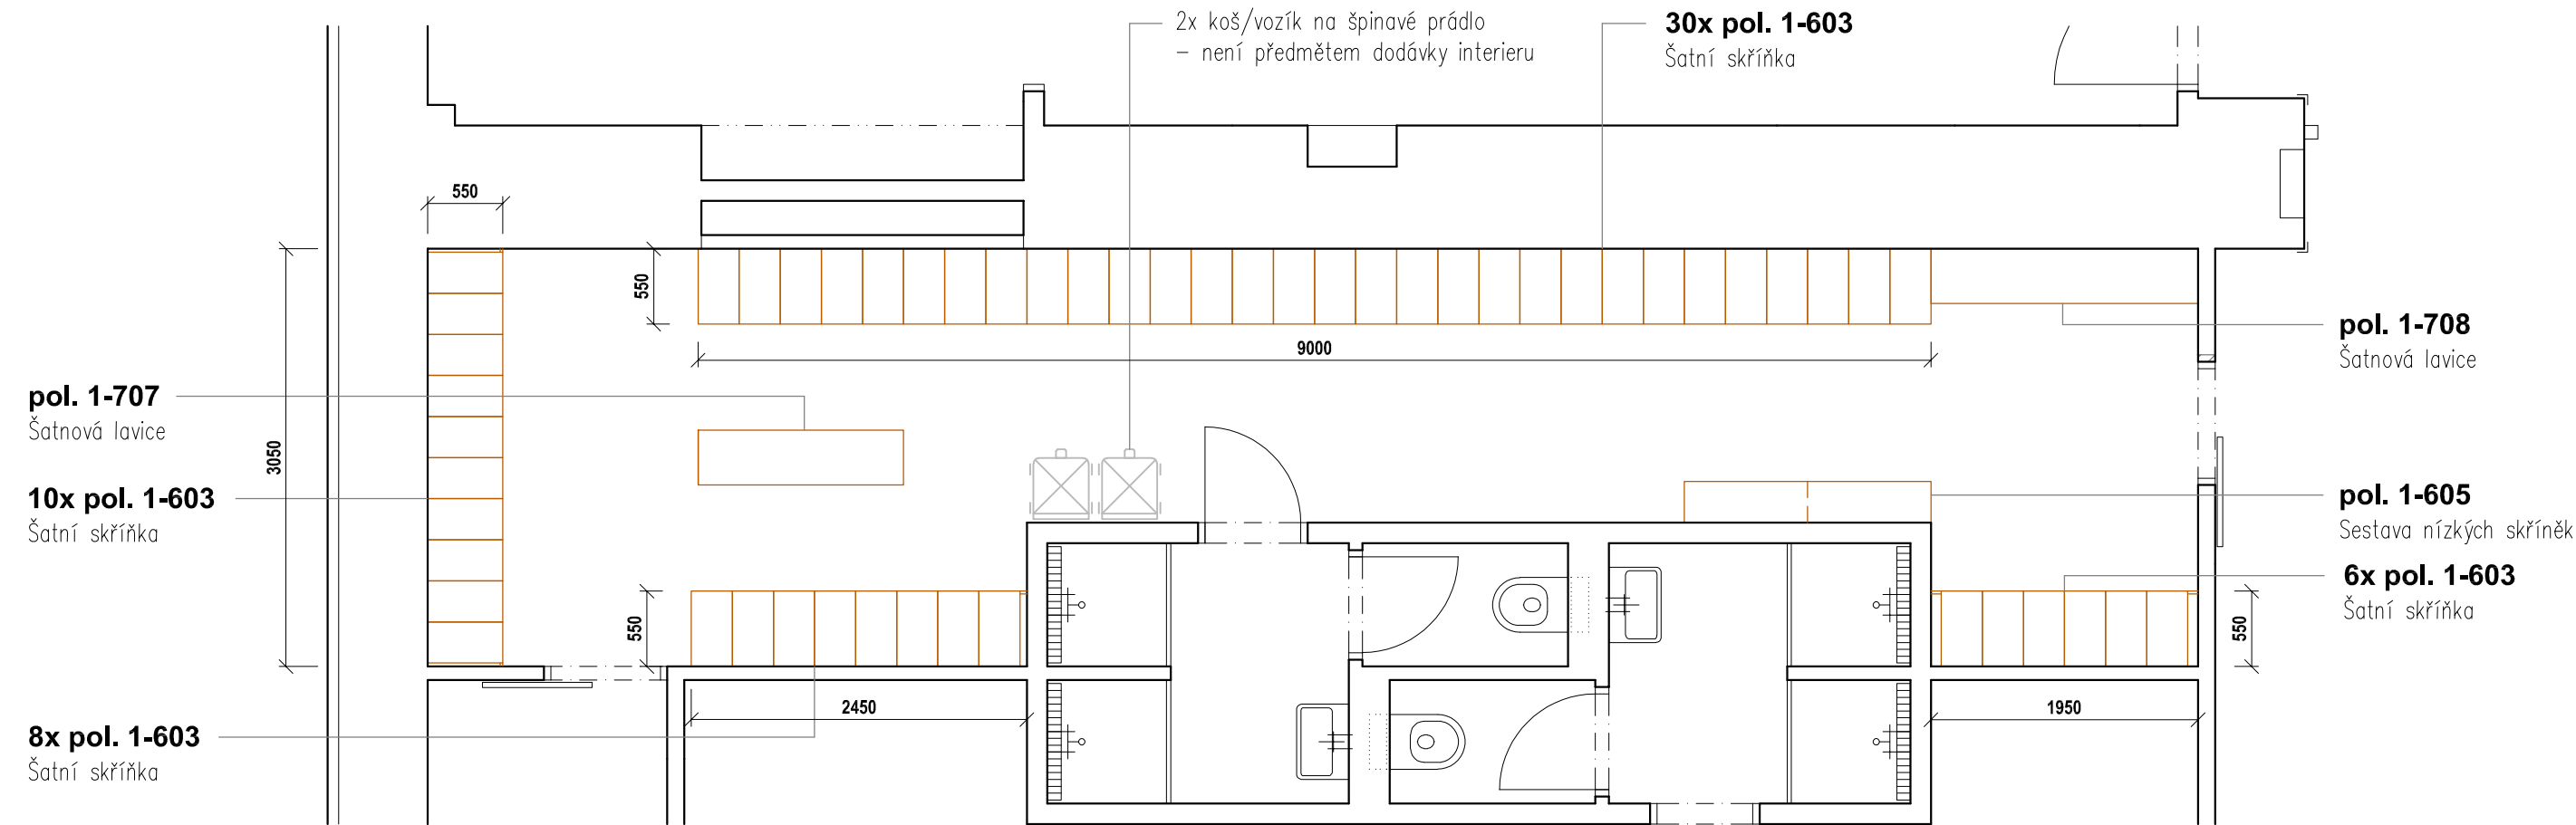 2x koš/vozík na špinavé prádlo
– není předmětem dodávky interieru
30x pol. 1-603
Šatní skříňka
550
550
9000
pol. 1-708
Šatnová lavice
pol. 1-707
Šatnová lavice
3050
10x pol. 1-603
Šatní skříňka
pol. 1-605
Sestava nízkých skříněk
6x pol. 1-603
Šatní skříňka
550
550
2450
1950
8x pol. 1-603
Šatní skříňka